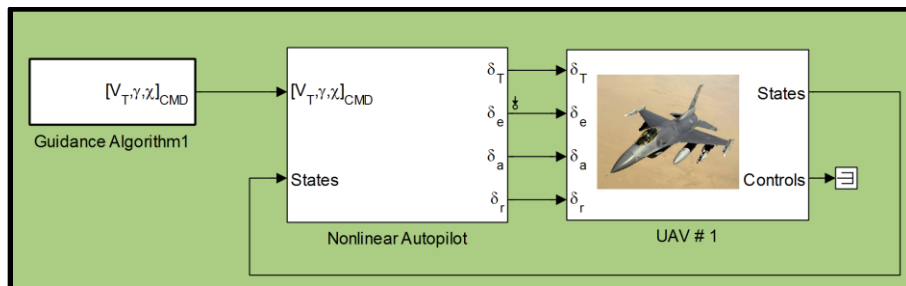 [V_T,γ,χ]_CMD
Guidance Algorithm1
[V_T,γ,χ]_CMD
States
δ_T
δ_e
δ_a
δ_r
Nonlinear Autopilot
δ_T
δ_e
δ_a
δ_r
States
Controls
UAV # 1